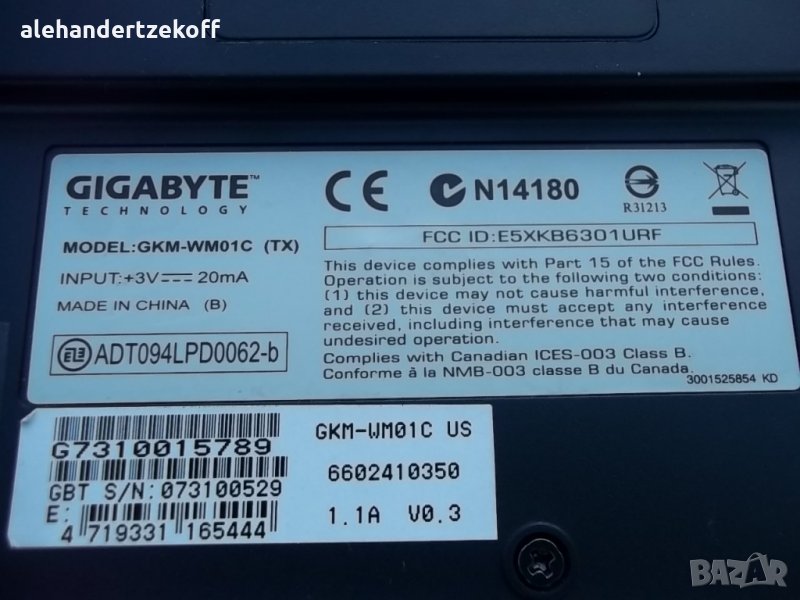 alehandertzekoff
GIGABYTE™
TECHNOLOGY
MODEL:GKM-WM01C (TX)
INPUT:+3V⎓20mA
MADE IN CHINA (B)
ADT094LPD0062-b
CE
N14180
R31213
FCC ID:E5XKB6301URF
This device complies with Part 15 of the FCC Rules.
Operation is subject to the following two conditions:
(1) this device may not cause harmful interference,
and (2) this device must accept any interference
received, including interference that may cause
undesired operation.
Complies with Canadian ICES-003 Class B.
Conforme à la NMB-003 classe B du Canada.
3001525854 KD
G7310015789
GBT S/N:073100529
E:
4 719331 165444
GKM-WM01C US
6602410350
1.1A V0.3
BAZAR